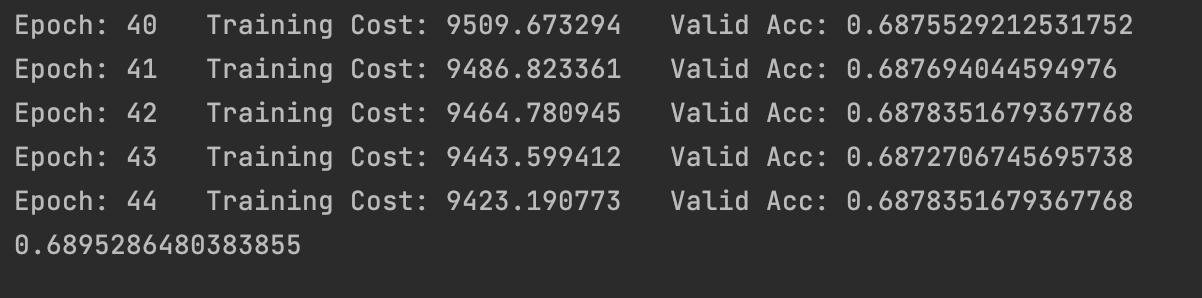 Epoch: 40   Training Cost: 9509.673294   Valid Acc: 0.6875529212531752
Epoch: 41   Training Cost: 9486.823361   Valid Acc: 0.687694044594976
Epoch: 42   Training Cost: 9464.780945   Valid Acc: 0.6878351679367768
Epoch: 43   Training Cost: 9443.599412   Valid Acc: 0.6872706745695738
Epoch: 44   Training Cost: 9423.190773   Valid Acc: 0.6878351679367768
0.6895286480383855